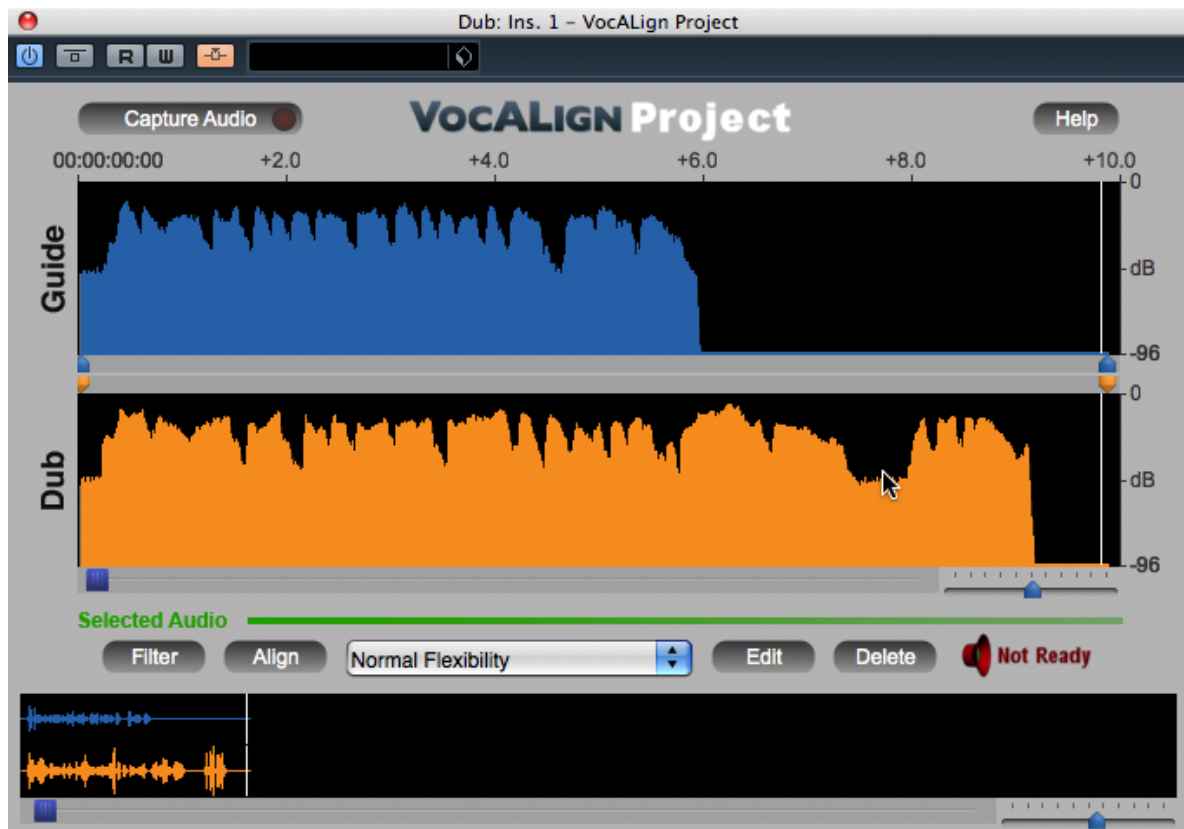 Dub: Ins. 1 – VocALign Project
R W
Capture Audio VOCALIGN Project Help
00:00:00:00 +2.0 +4.0 +6.0 +8.0 +10.0
0
Guide
dB
-96
0
Dub
dB
-96
Selected Audio
Filter Align Normal Flexibility Edit Delete Not Ready